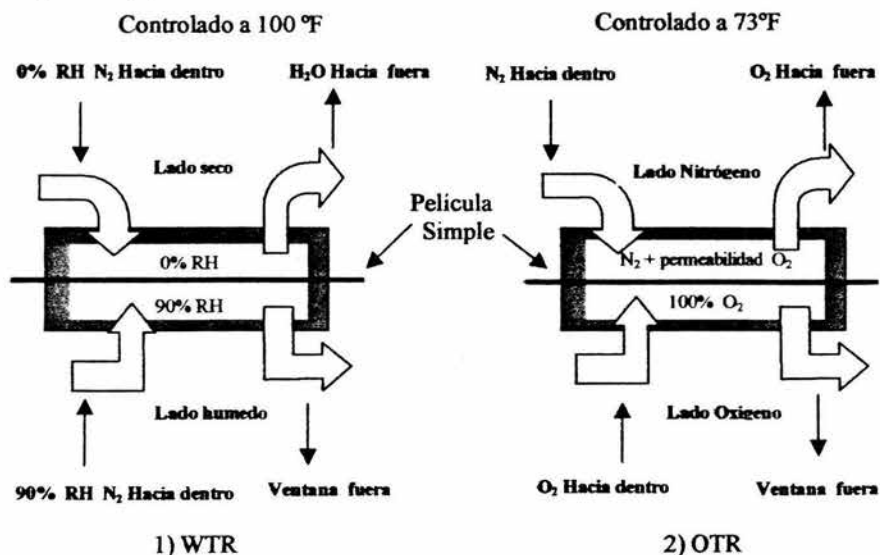 Controlado a 100 ºF
0% RH N₂ Hacia dentro
H₂O Hacia fuera
Lado seco
0% RH
90% RH
Lado humedo
90% RH N₂ Hacia dentro
Ventana fuera
1) WTR
Película
Simple
Controlado a 73ºF
N₂ Hacia dentro
O₂ Hacia fuera
Lado Nitrógeno
N₂ + permeabilidad O₂
100% O₂
Lado Oxigeno
O₂ Hacia dentro
Ventana fuera
2) OTR